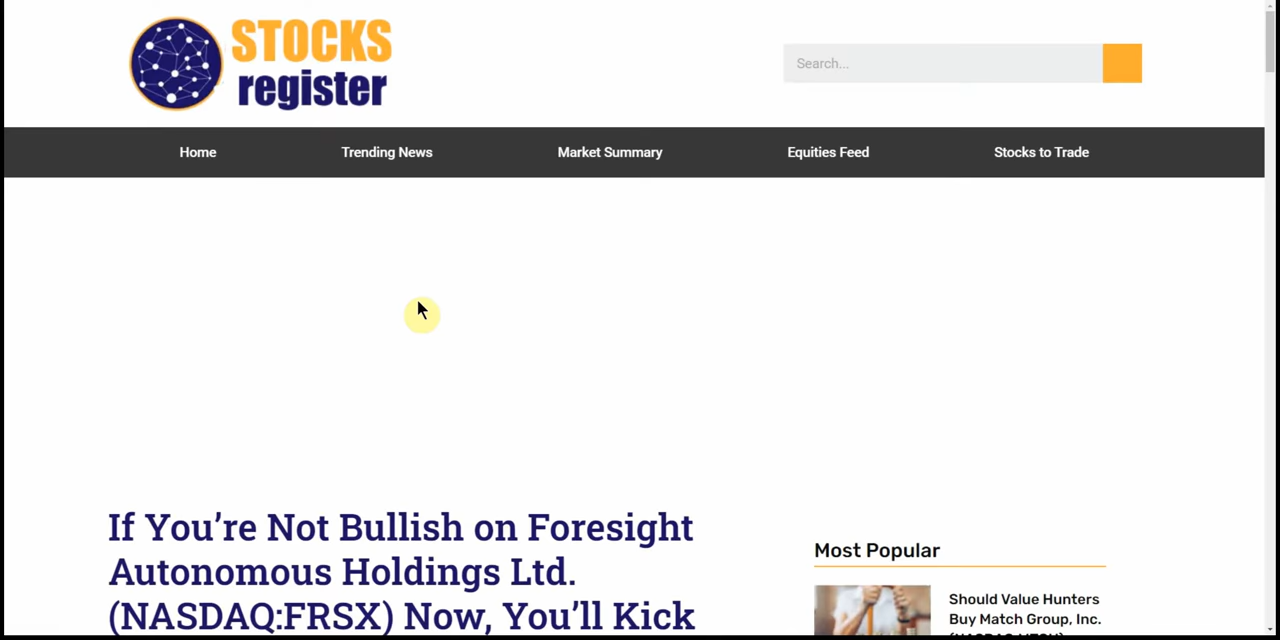 STOCKS
register
Search...
Home Trending News Market Summary Equities Feed Stocks to Trade
If You’re Not Bullish on Foresight
Autonomous Holdings Ltd.
(NASDAQ:FRSX) Now, You’ll Kick
Most Popular
Should Value Hunters
Buy Match Group, Inc.